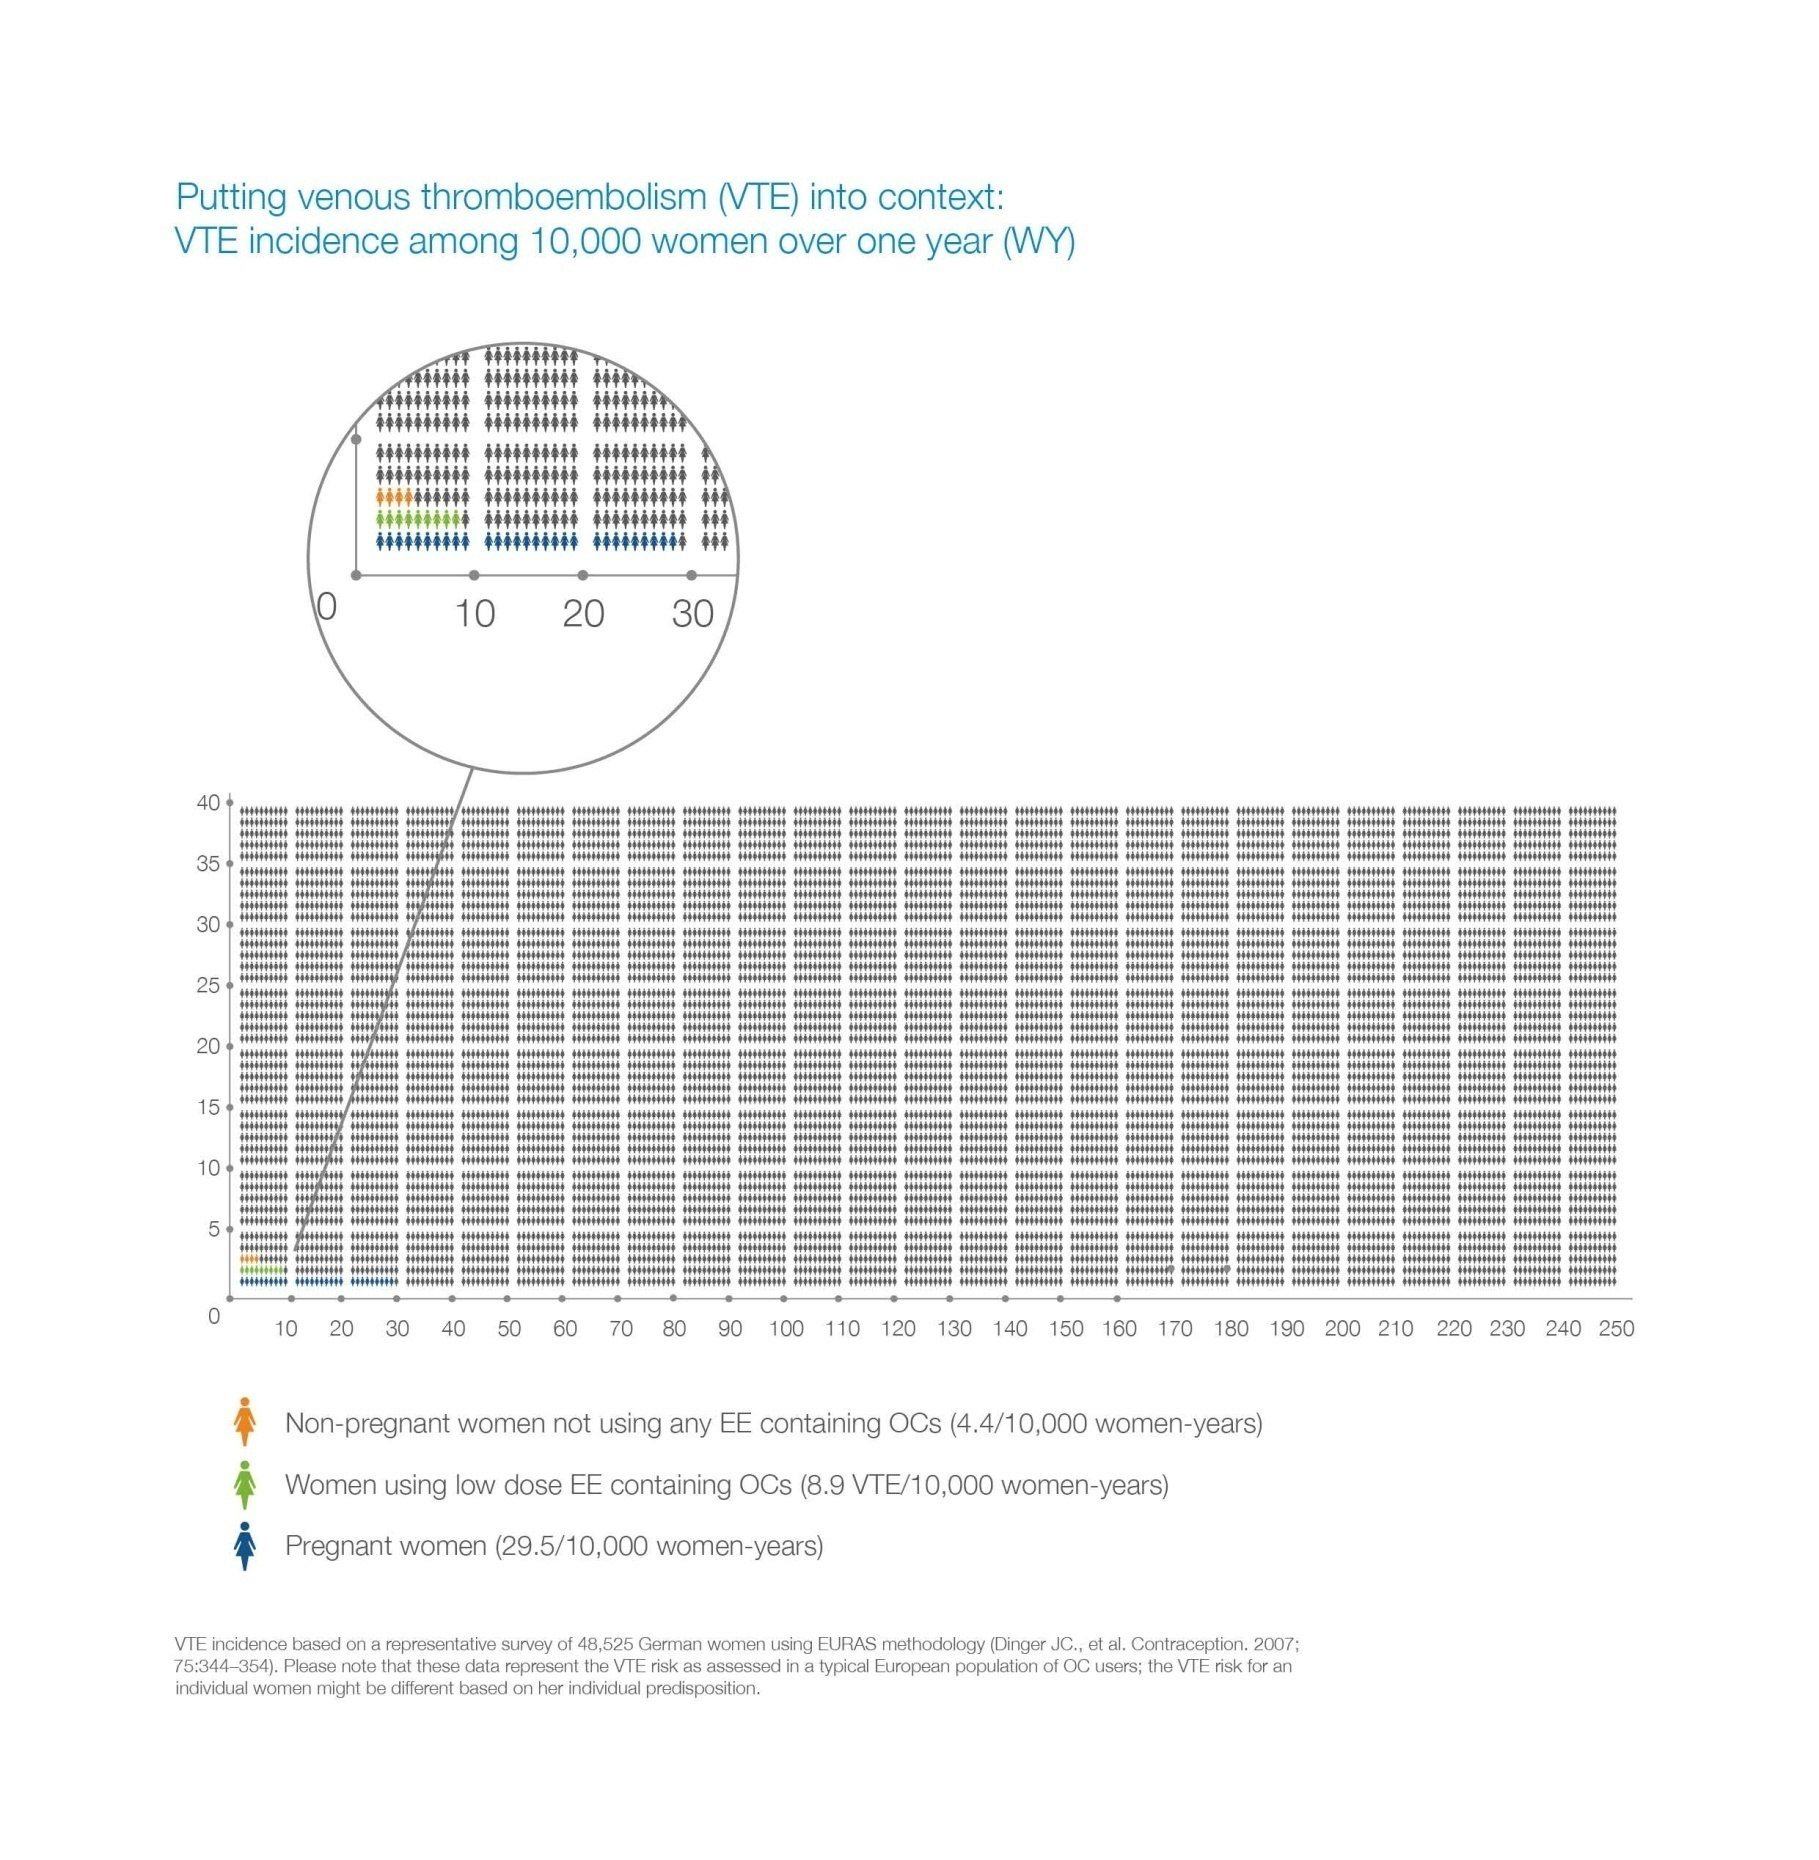 Putting venous thromboembolism (VTE) into context:
VTE incidence among 10,000 women over one year (WY)
0
10 20 30
40
35
30
25
20
15
10
5
0
10 20 30 40 50 60 70 80 90 100 110 120 130 140 150 160 170 180 190 200 210 220 230 240 250
Non-pregnant women not using any EE containing OCs (4.4/10,000 women-years)
Women using low dose EE containing OCs (8.9 VTE/10,000 women-years)
Pregnant women (29.5/10,000 women-years)
VTE incidence based on a representative survey of 48,525 German women using EURAS methodology (Dinger JC., et al. Contraception. 2007;
75:344–354). Please note that these data represent the VTE risk as assessed in a typical European population of OC users; the VTE risk for an
individual women might be different based on her individual predisposition.